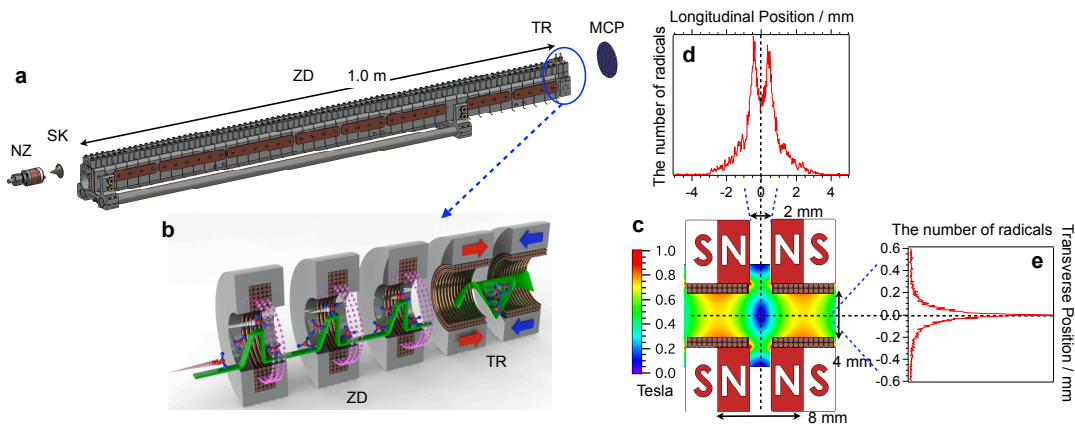 a
NZ
SK
ZD
1.0 m
TR
MCP
b
ZD
TR
Longitudinal Position / mm
d
The number of radicals
-4 -2 0 2 4
2 mm
c
1.0
0.8
0.6
0.4
0.2
0.0
Tesla
S N N S
S N N S
4 mm
8 mm
The number of radicals
e
0.6
0.4
0.2
0.0
-0.2
-0.4
-0.6
Transverse Position / mm